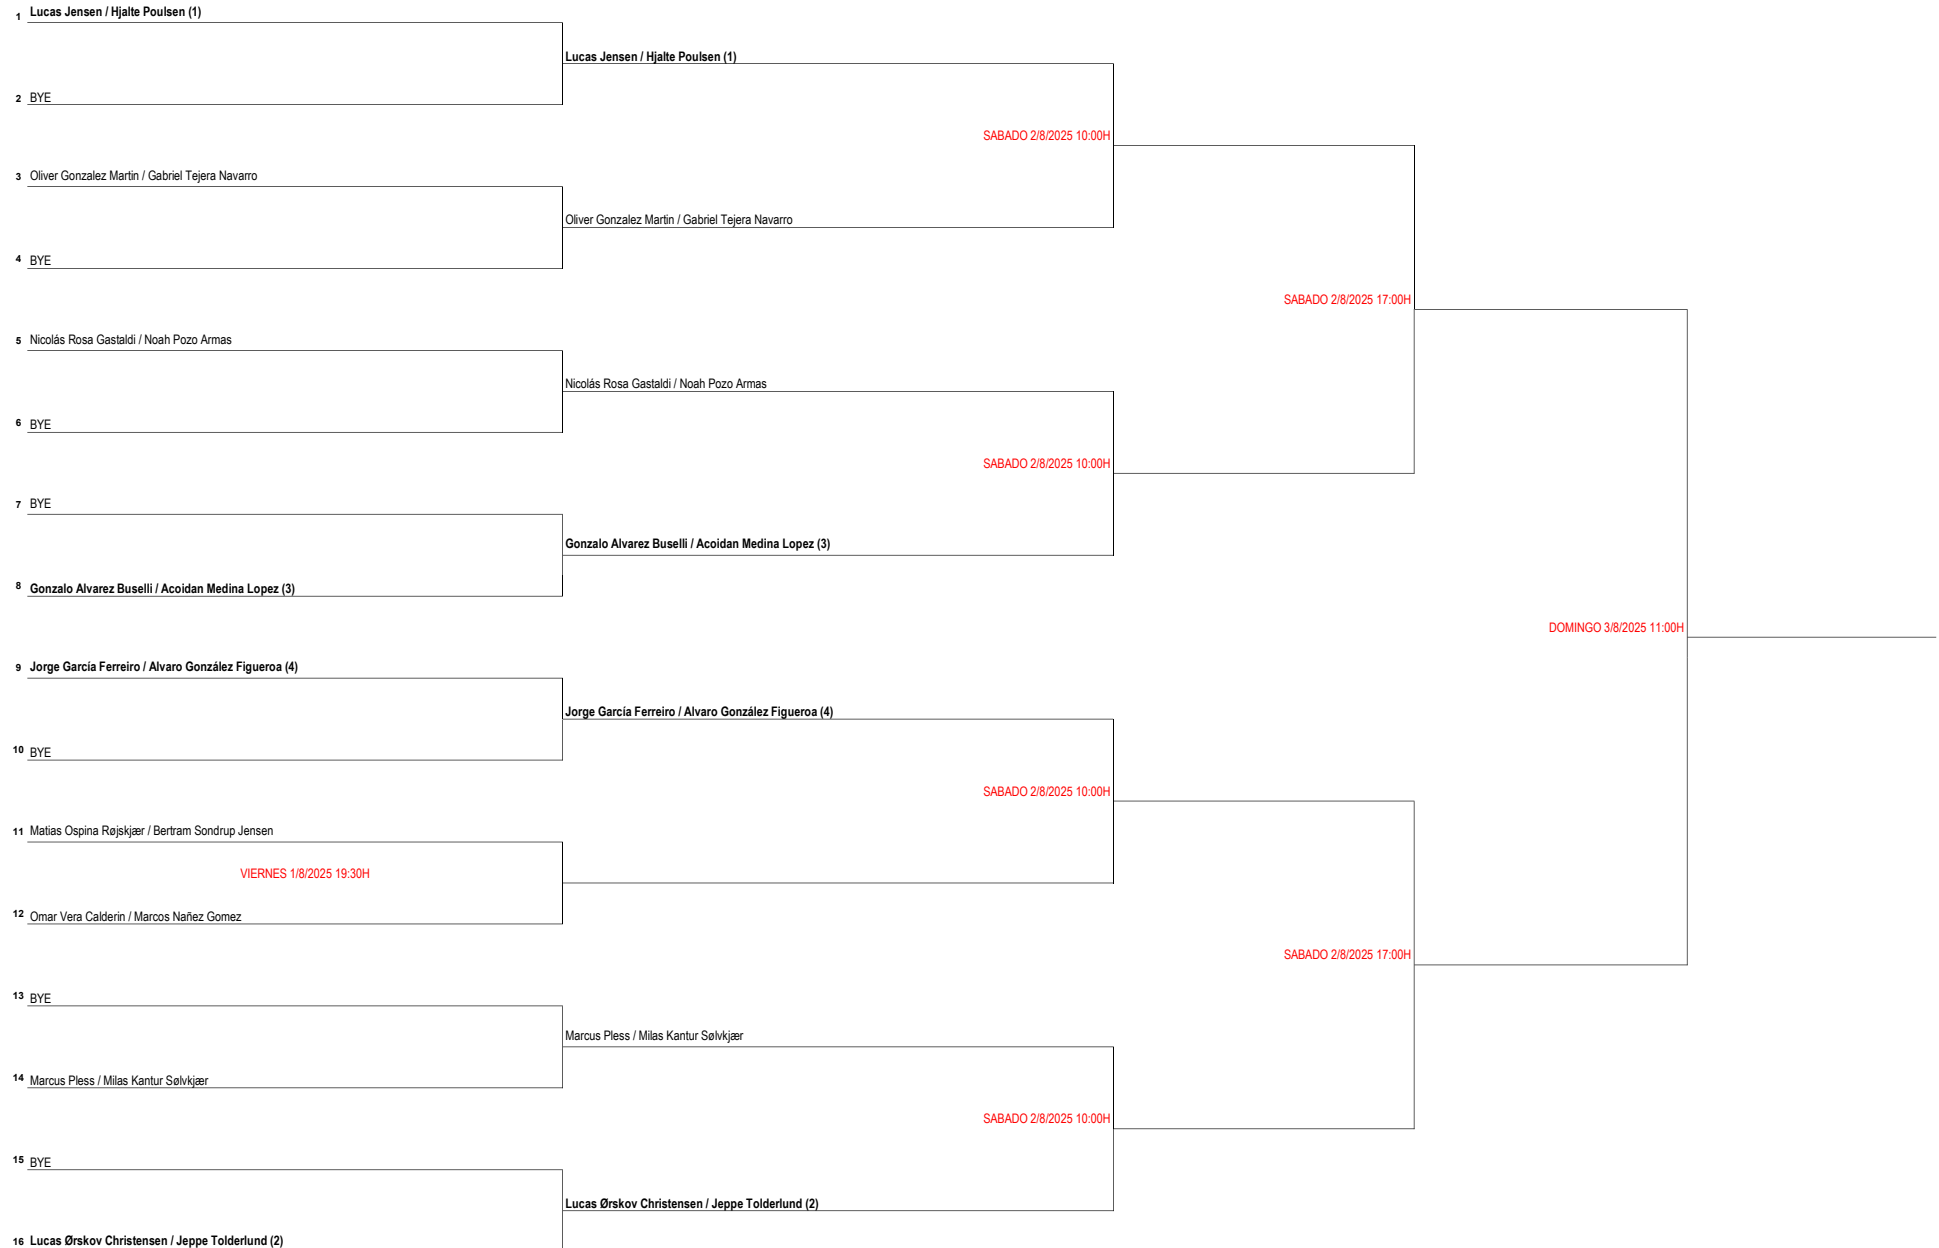 1 Lucas Jensen / Hjalte Poulsen (1)
Lucas Jensen / Hjalte Poulsen (1)
2 BYE
SABADO 2/8/2025 10:00H
3 Oliver Gonzalez Martin / Gabriel Tejera Navarro
Oliver Gonzalez Martin / Gabriel Tejera Navarro
4 BYE
SABADO 2/8/2025 17:00H
5 Nicolás Rosa Gastaldi / Noah Pozo Armas
Nicolás Rosa Gastaldi / Noah Pozo Armas
6 BYE
SABADO 2/8/2025 10:00H
7 BYE
Gonzalo Alvarez Buselli / Acoidan Medina Lopez (3)
8 Gonzalo Alvarez Buselli / Acoidan Medina Lopez (3)
DOMINGO 3/8/2025 11:00H
9 Jorge García Ferreiro / Alvaro González Figueroa (4)
Jorge García Ferreiro / Alvaro González Figueroa (4)
10 BYE
SABADO 2/8/2025 10:00H
11 Matias Ospina Røjskjær / Bertram Sondrup Jensen
VIERNES 1/8/2025 19:30H
12 Omar Vera Calderin / Marcos Nañez Gomez
SABADO 2/8/2025 17:00H
13 BYE
Marcus Pless / Milas Kantur Sølvkjær
14 Marcus Pless / Milas Kantur Sølvkjær
SABADO 2/8/2025 10:00H
15 BYE
Lucas Ørskov Christensen / Jeppe Tolderlund (2)
16 Lucas Ørskov Christensen / Jeppe Tolderlund (2)